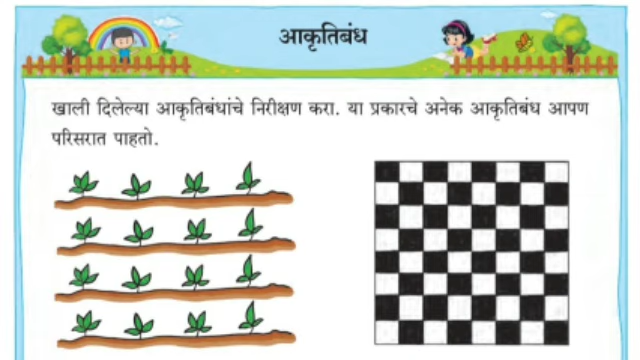 आकृतिबंध
खाली दिलेल्या आकृतिबंधांचे निरीक्षण करा. या प्रकारचे अनेक आकृतिबंध आपण
परिसरात पाहतो.